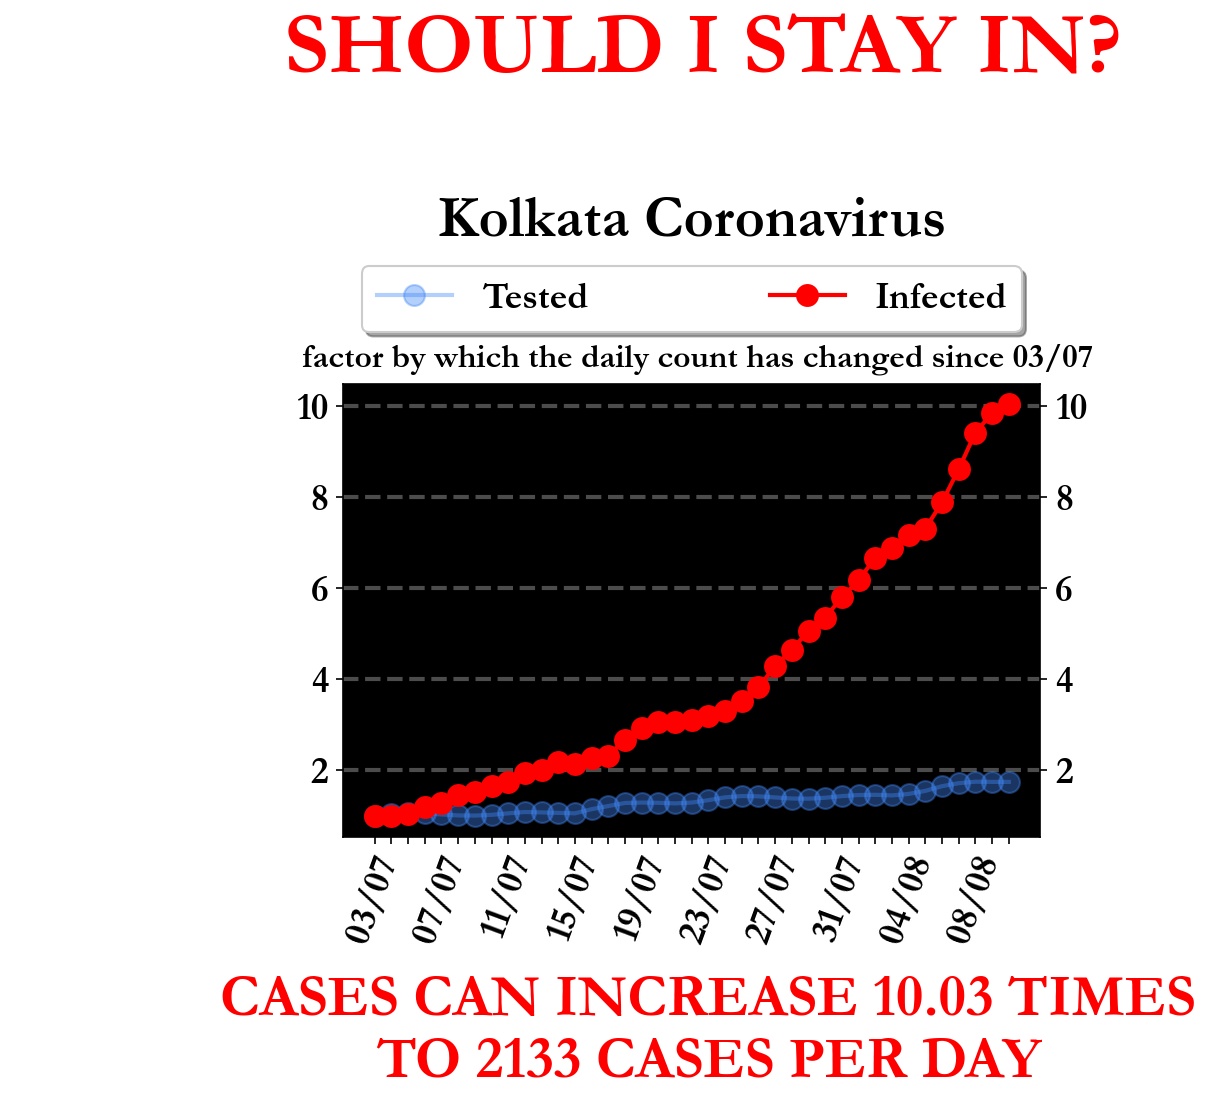 SHOULD I STAY IN?
Kolkata Coronavirus
Tested Infected
factor by which the daily count has changed since 03/07
10 10
8 8
6 6
4 4
2 2
03/07 07/07 11/07 15/07 19/07 23/07 27/07 31/07 04/08 08/08
CASES CAN INCREASE 10.03 TIMES
TO 2133 CASES PER DAY